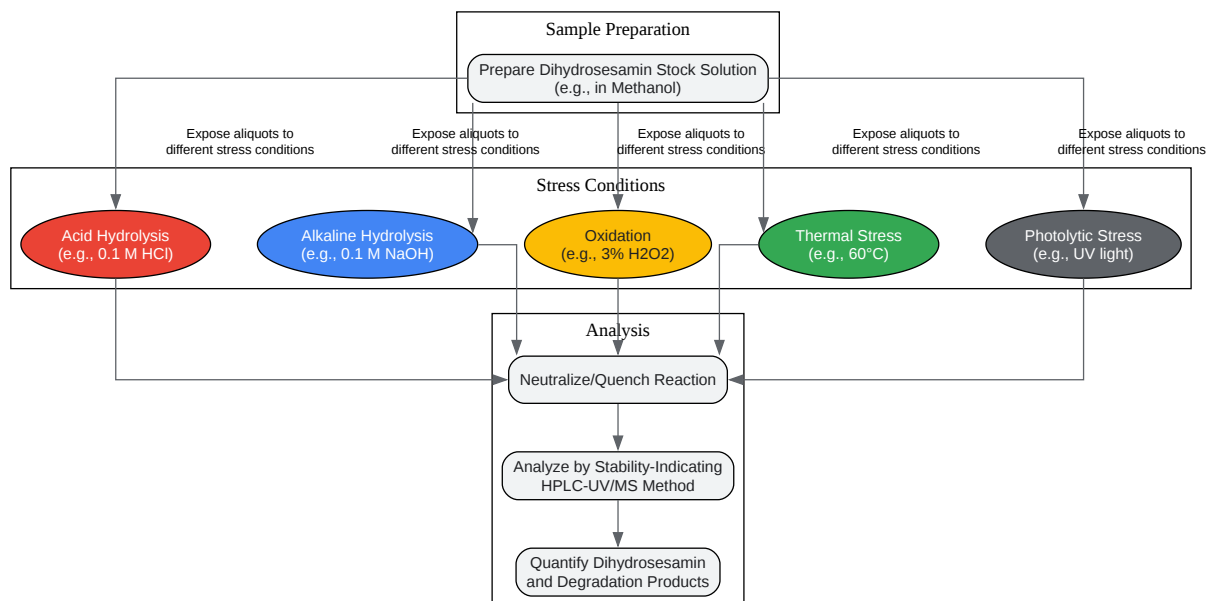 Sample Preparation
Prepare Dihydrosesamin Stock Solution
(e.g., in Methanol)
Expose aliquots to
different stress conditions
Expose aliquots to
different stress conditions
Expose aliquots to
different stress conditions
Expose aliquots to
different stress conditions
Expose aliquots to
different stress conditions
Stress Conditions
Acid Hydrolysis
(e.g., 0.1 M HCl)
Alkaline Hydrolysis
(e.g., 0.1 M NaOH)
Oxidation
(e.g., 3% H2O2)
Thermal Stress
(e.g., 60°C)
Photolytic Stress
(e.g., UV light)
Analysis
Neutralize/Quench Reaction
Analyze by Stability-Indicating
HPLC-UV/MS Method
Quantify Dihydrosesamin
and Degradation Products